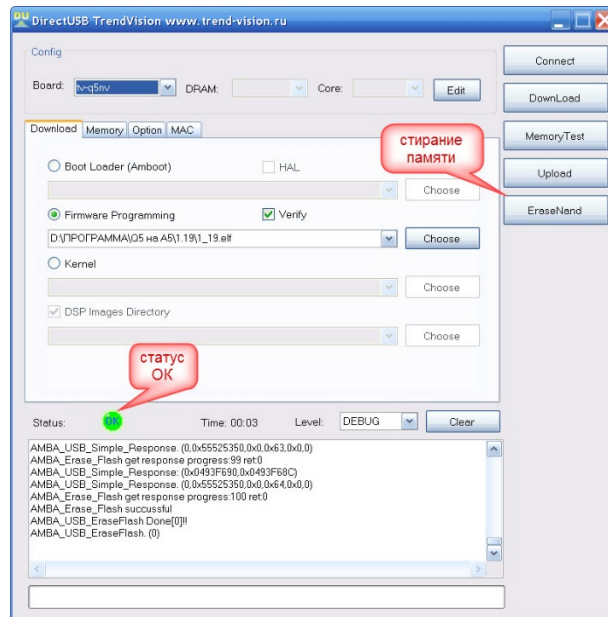 DirectUSB TrendVision www.trend-vision.ru
Config
Board: tv-q5nv DRAM: Core: Edit
Connect
DownLoad
MemoryTest
Upload
EraseNand
Download Memory Option MAC
стирание
памяти
Boot Loader (Amboot) HAL
Choose
Firmware Programming Verify
D:\ПРОГРАММА\Q5 на A5\1.19\1_19.elf Choose
Kernel
Choose
DSP Images Directory
Choose
статус
ОК
Status: OK Time: 00:03 Level: DEBUG Clear
AMBA_USB_Simple_Response. (0,0x55525350,0x0,0x63,0x0,0x0)
AMBA_Erase_Flash get response progress:99 ret:0
AMBA_USB_Simple_Response: (0x0493F690,0x0493F68C)
AMBA_USB_Simple_Response. (0,0x55525350,0x0,0x64,0x0,0x0)
AMBA_Erase_Flash get response progress:100 ret:0
AMBA_Erase_Flash succussful
AMBA_USB_EraseFlash Done[0]!!
AMBA_USB_EraseFlash. (0)